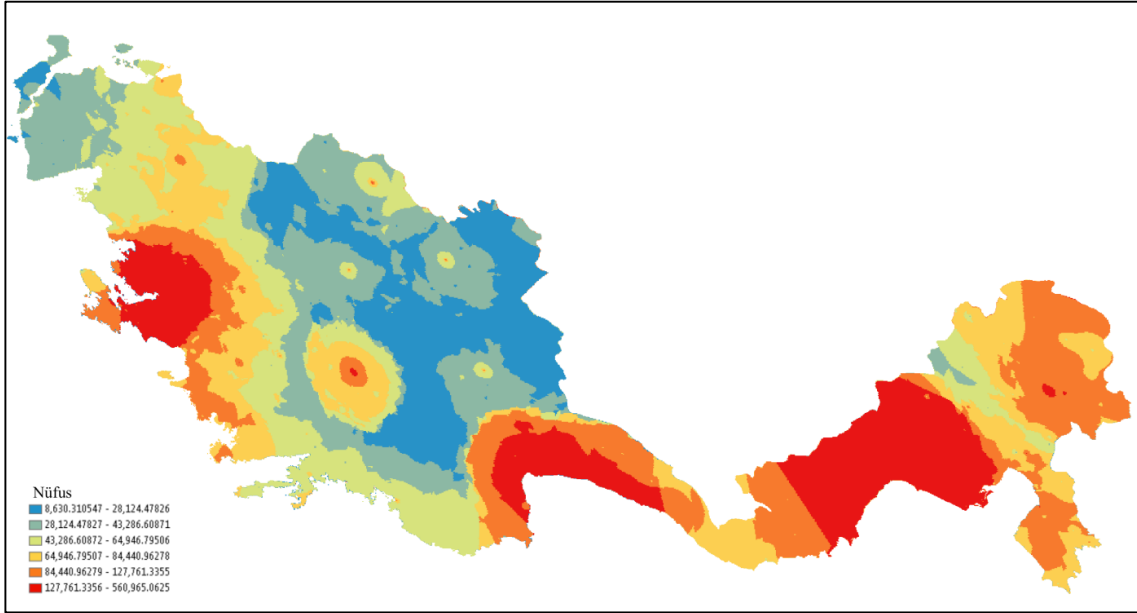 Nüfus
8,630.310547 - 28,124.47826
28,124.47827 - 43,286.60871
43,286.60872 - 64,946.79506
64,946.79507 - 84,440.96278
84,440.96279 - 127,761.3355
127,761.3356 - 560,965.0625